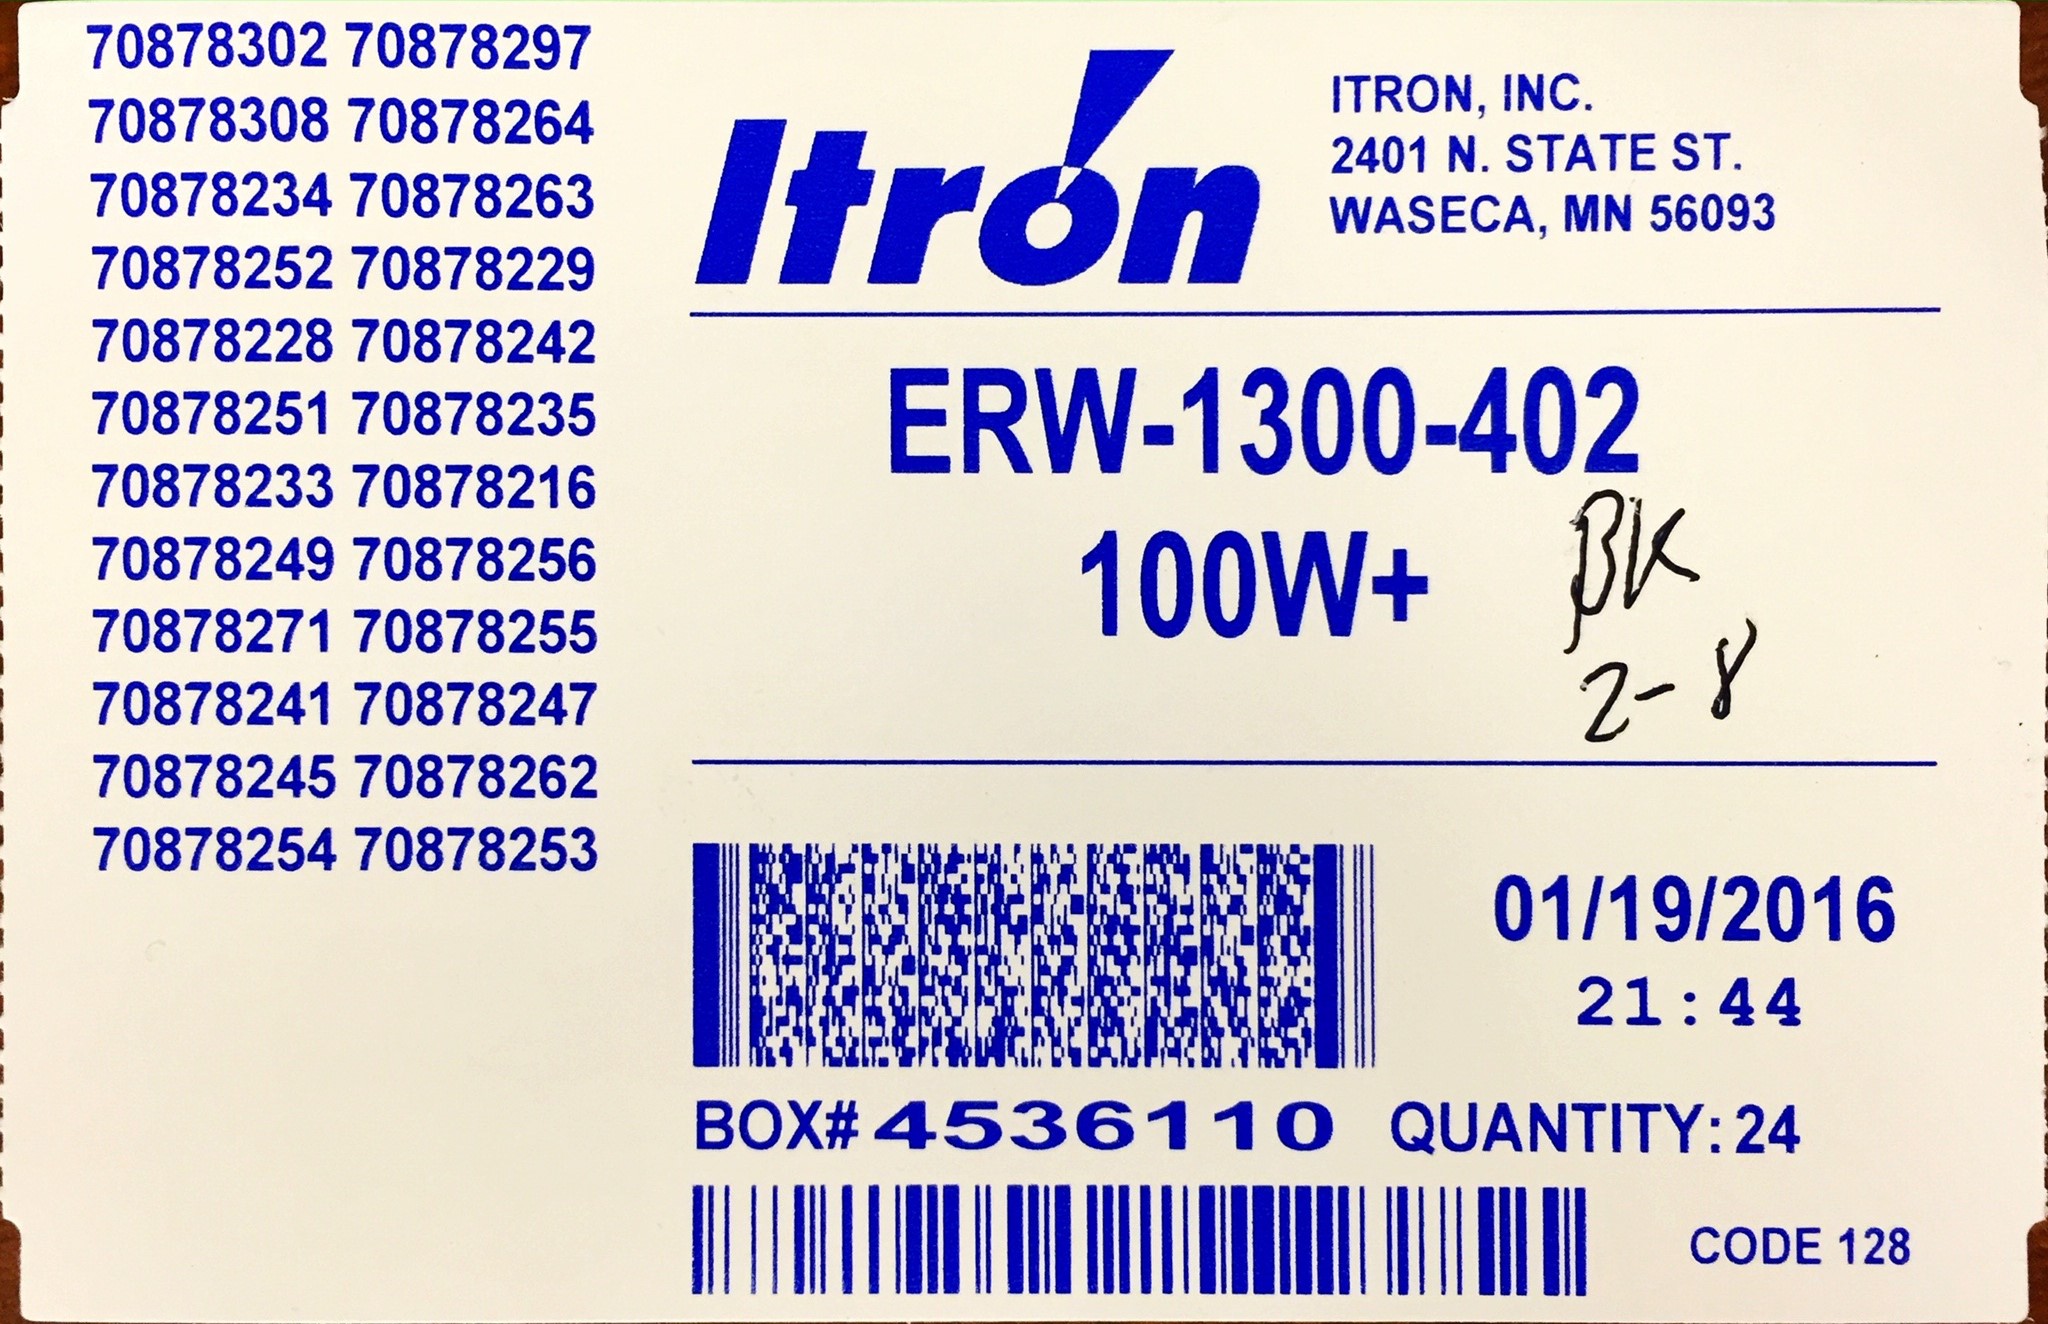 70878302 70878297
70878308 70878264
70878234 70878263
70878252 70878229
70878228 70878242
70878251 70878235
70878233 70878216
70878249 70878256
70878271 70878255
70878241 70878247
70878245 70878262
70878254 70878253
Itron
ITRON, INC.
2401 N. STATE ST.
WASECA, MN 56093
ERW-1300-402
100W+
BK
2-8
01/19/2016
21:44
BOX# 4536110 QUANTITY: 24
CODE 128